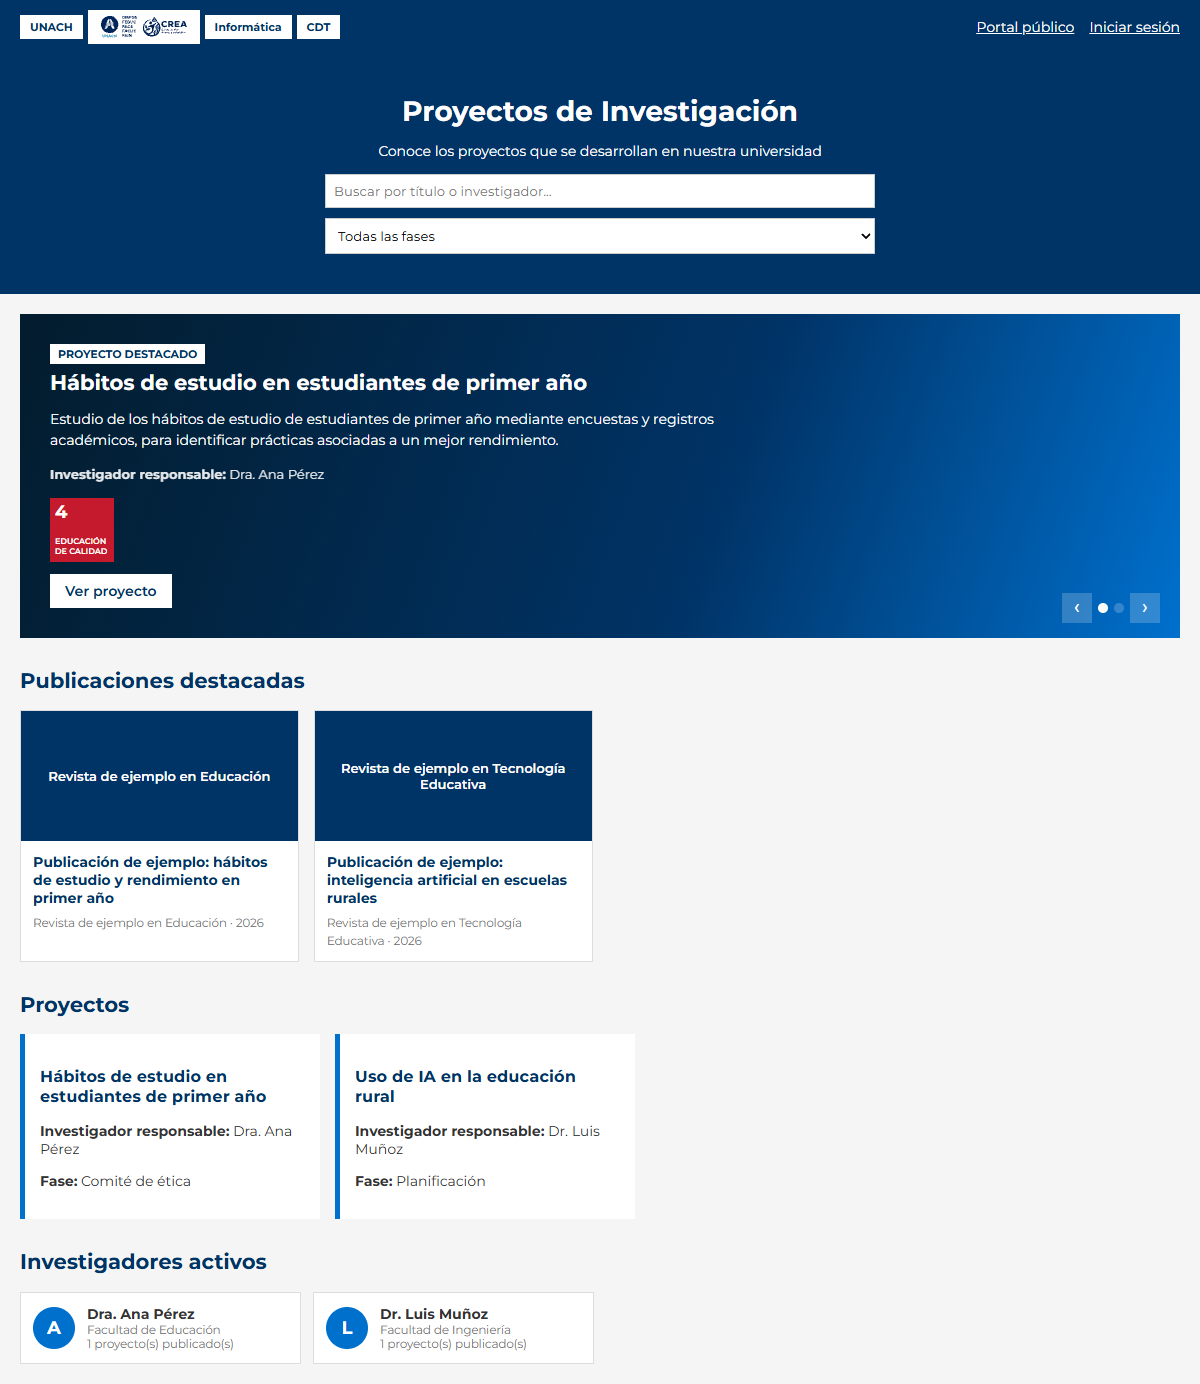 UNACH
UNACH
CREA
Informática
CDT
Portal público
Iniciar sesión
Proyectos de Investigación
Conoce los proyectos que se desarrollan en nuestra universidad
Buscar por título o investigador...
Todas las fases
PROYECTO DESTACADO
Hábitos de estudio en estudiantes de primer año
Estudio de los hábitos de estudio de estudiantes de primer año mediante encuestas y registros
académicos, para identificar prácticas asociadas a un mejor rendimiento.
Investigador responsable: Dra. Ana Pérez
4
EDUCACIÓN
DE CALIDAD
Ver proyecto
‹
›
Publicaciones destacadas
Revista de ejemplo en Educación
Publicación de ejemplo: hábitos
de estudio y rendimiento en
primer año
Revista de ejemplo en Educación · 2026
Revista de ejemplo en Tecnología
Educativa
Publicación de ejemplo:
inteligencia artificial en escuelas
rurales
Revista de ejemplo en Tecnología
Educativa · 2026
Proyectos
Hábitos de estudio en
estudiantes de primer año
Investigador responsable: Dra. Ana
Pérez
Fase: Comité de ética
Uso de IA en la educación
rural
Investigador responsable: Dr. Luis
Muñoz
Fase: Planificación
Investigadores activos
A
Dra. Ana Pérez
Facultad de Educación
1 proyecto(s) publicado(s)
L
Dr. Luis Muñoz
Facultad de Ingeniería
1 proyecto(s) publicado(s)